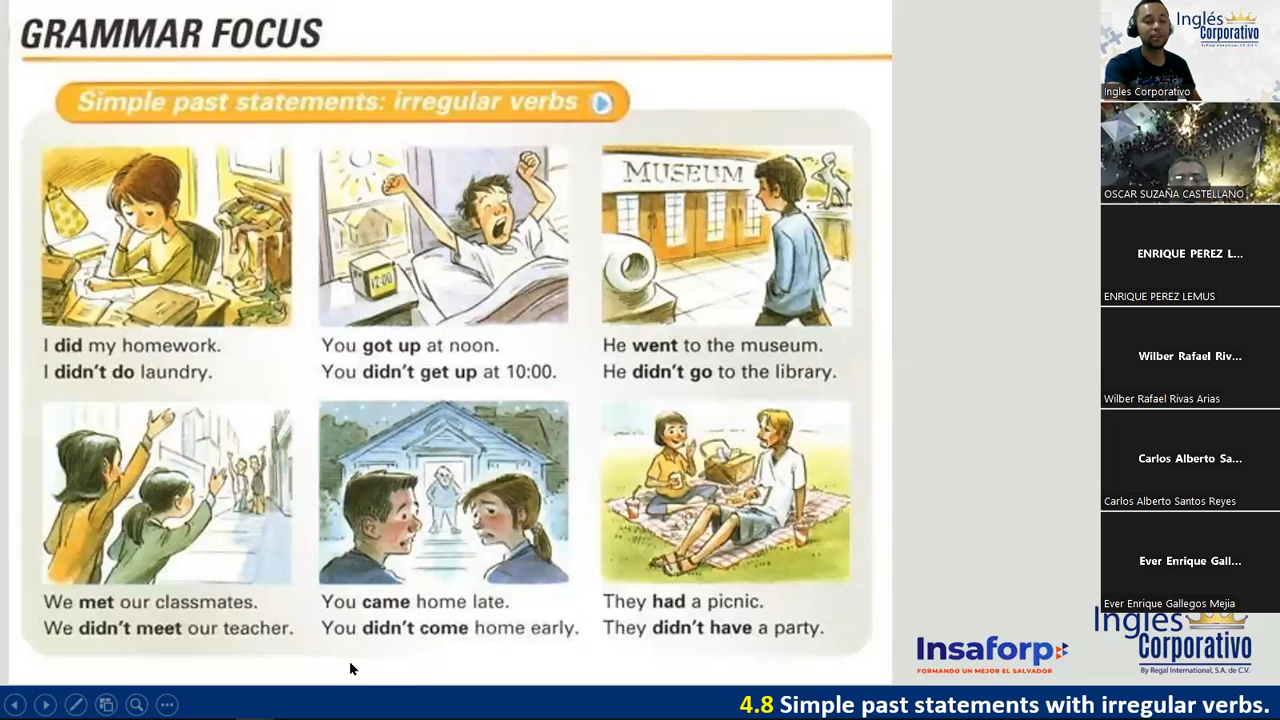 GRAMMAR FOCUS
Simple past statements: irregular verbs
MUSEUM
12:00
I did my homework.
I didn't do laundry.
You got up at noon.
You didn't get up at 10:00.
He went to the museum.
He didn't go to the library.
We met our classmates.
We didn't meet our teacher.
You came home late.
You didn't come home early.
They had a picnic.
They didn't have a party.
Inglés
Corporativo
By Regal International, S.A. de C.V.
Ingles Corporativo
OSCAR SUZAÑA CASTELLANO
ENRIQUE PEREZ L...
ENRIQUE PEREZ LEMUS
Wilber Rafael Riv...
Wilber Rafael Rivas Arias
Carlos Alberto Sa...
Carlos Alberto Santos Reyes
Ever Enrique Gall...
Ever Enrique Gallegos Mejia
Insaforp
FORMANDO UN MEJOR EL SALVADOR
Inglés
Corporativo
By Regal International, S.A. de C.V.
4.8 Simple past statements with irregular verbs.